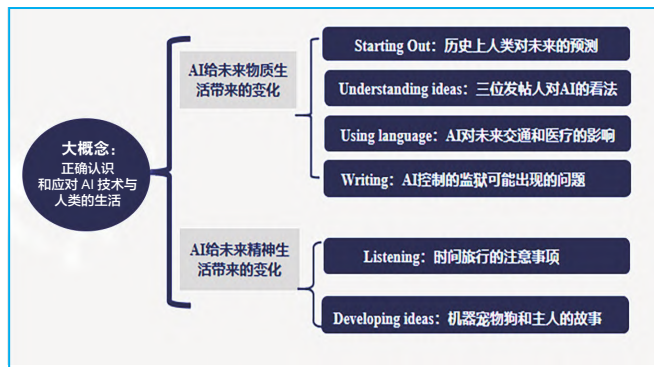 大概念：
正确认识
和应对 AI 技术与
人类的生活
AI给未来物质生
活带来的变化
Starting Out：历史上人类对未来的预测
Understanding ideas：三位发帖人对AI的看法
Using language：AI对未来交通和医疗的影响
Writing：AI控制的监狱可能出现的问题
AI给未来精神生
活带来的变化
Listening：时间旅行的注意事项
Developing ideas：机器宠物狗和主人的故事